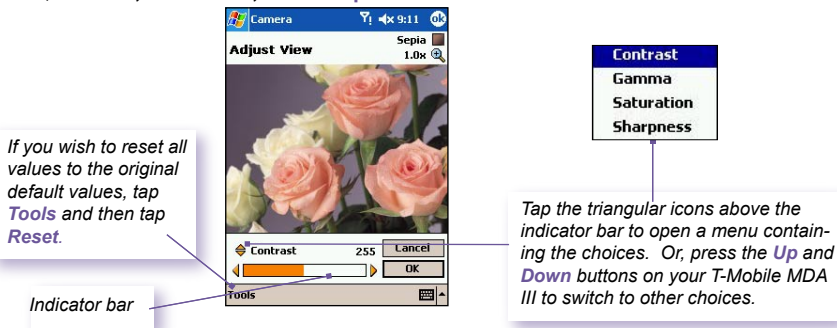 Camera 9:11 ok
Adjust View
Sepia
1.0x
Contrast 255 Cancel
OK
Tools
Contrast
Gamma
Saturation
Sharpness
If you wish to reset all
values to the original
default values, tap
Tools and then tap
Reset.
Indicator bar
Tap the triangular icons above the
indicator bar to open a menu contain-
ing the choices. Or, press the Up and
Down buttons on your T-Mobile MDA
III to switch to other choices.